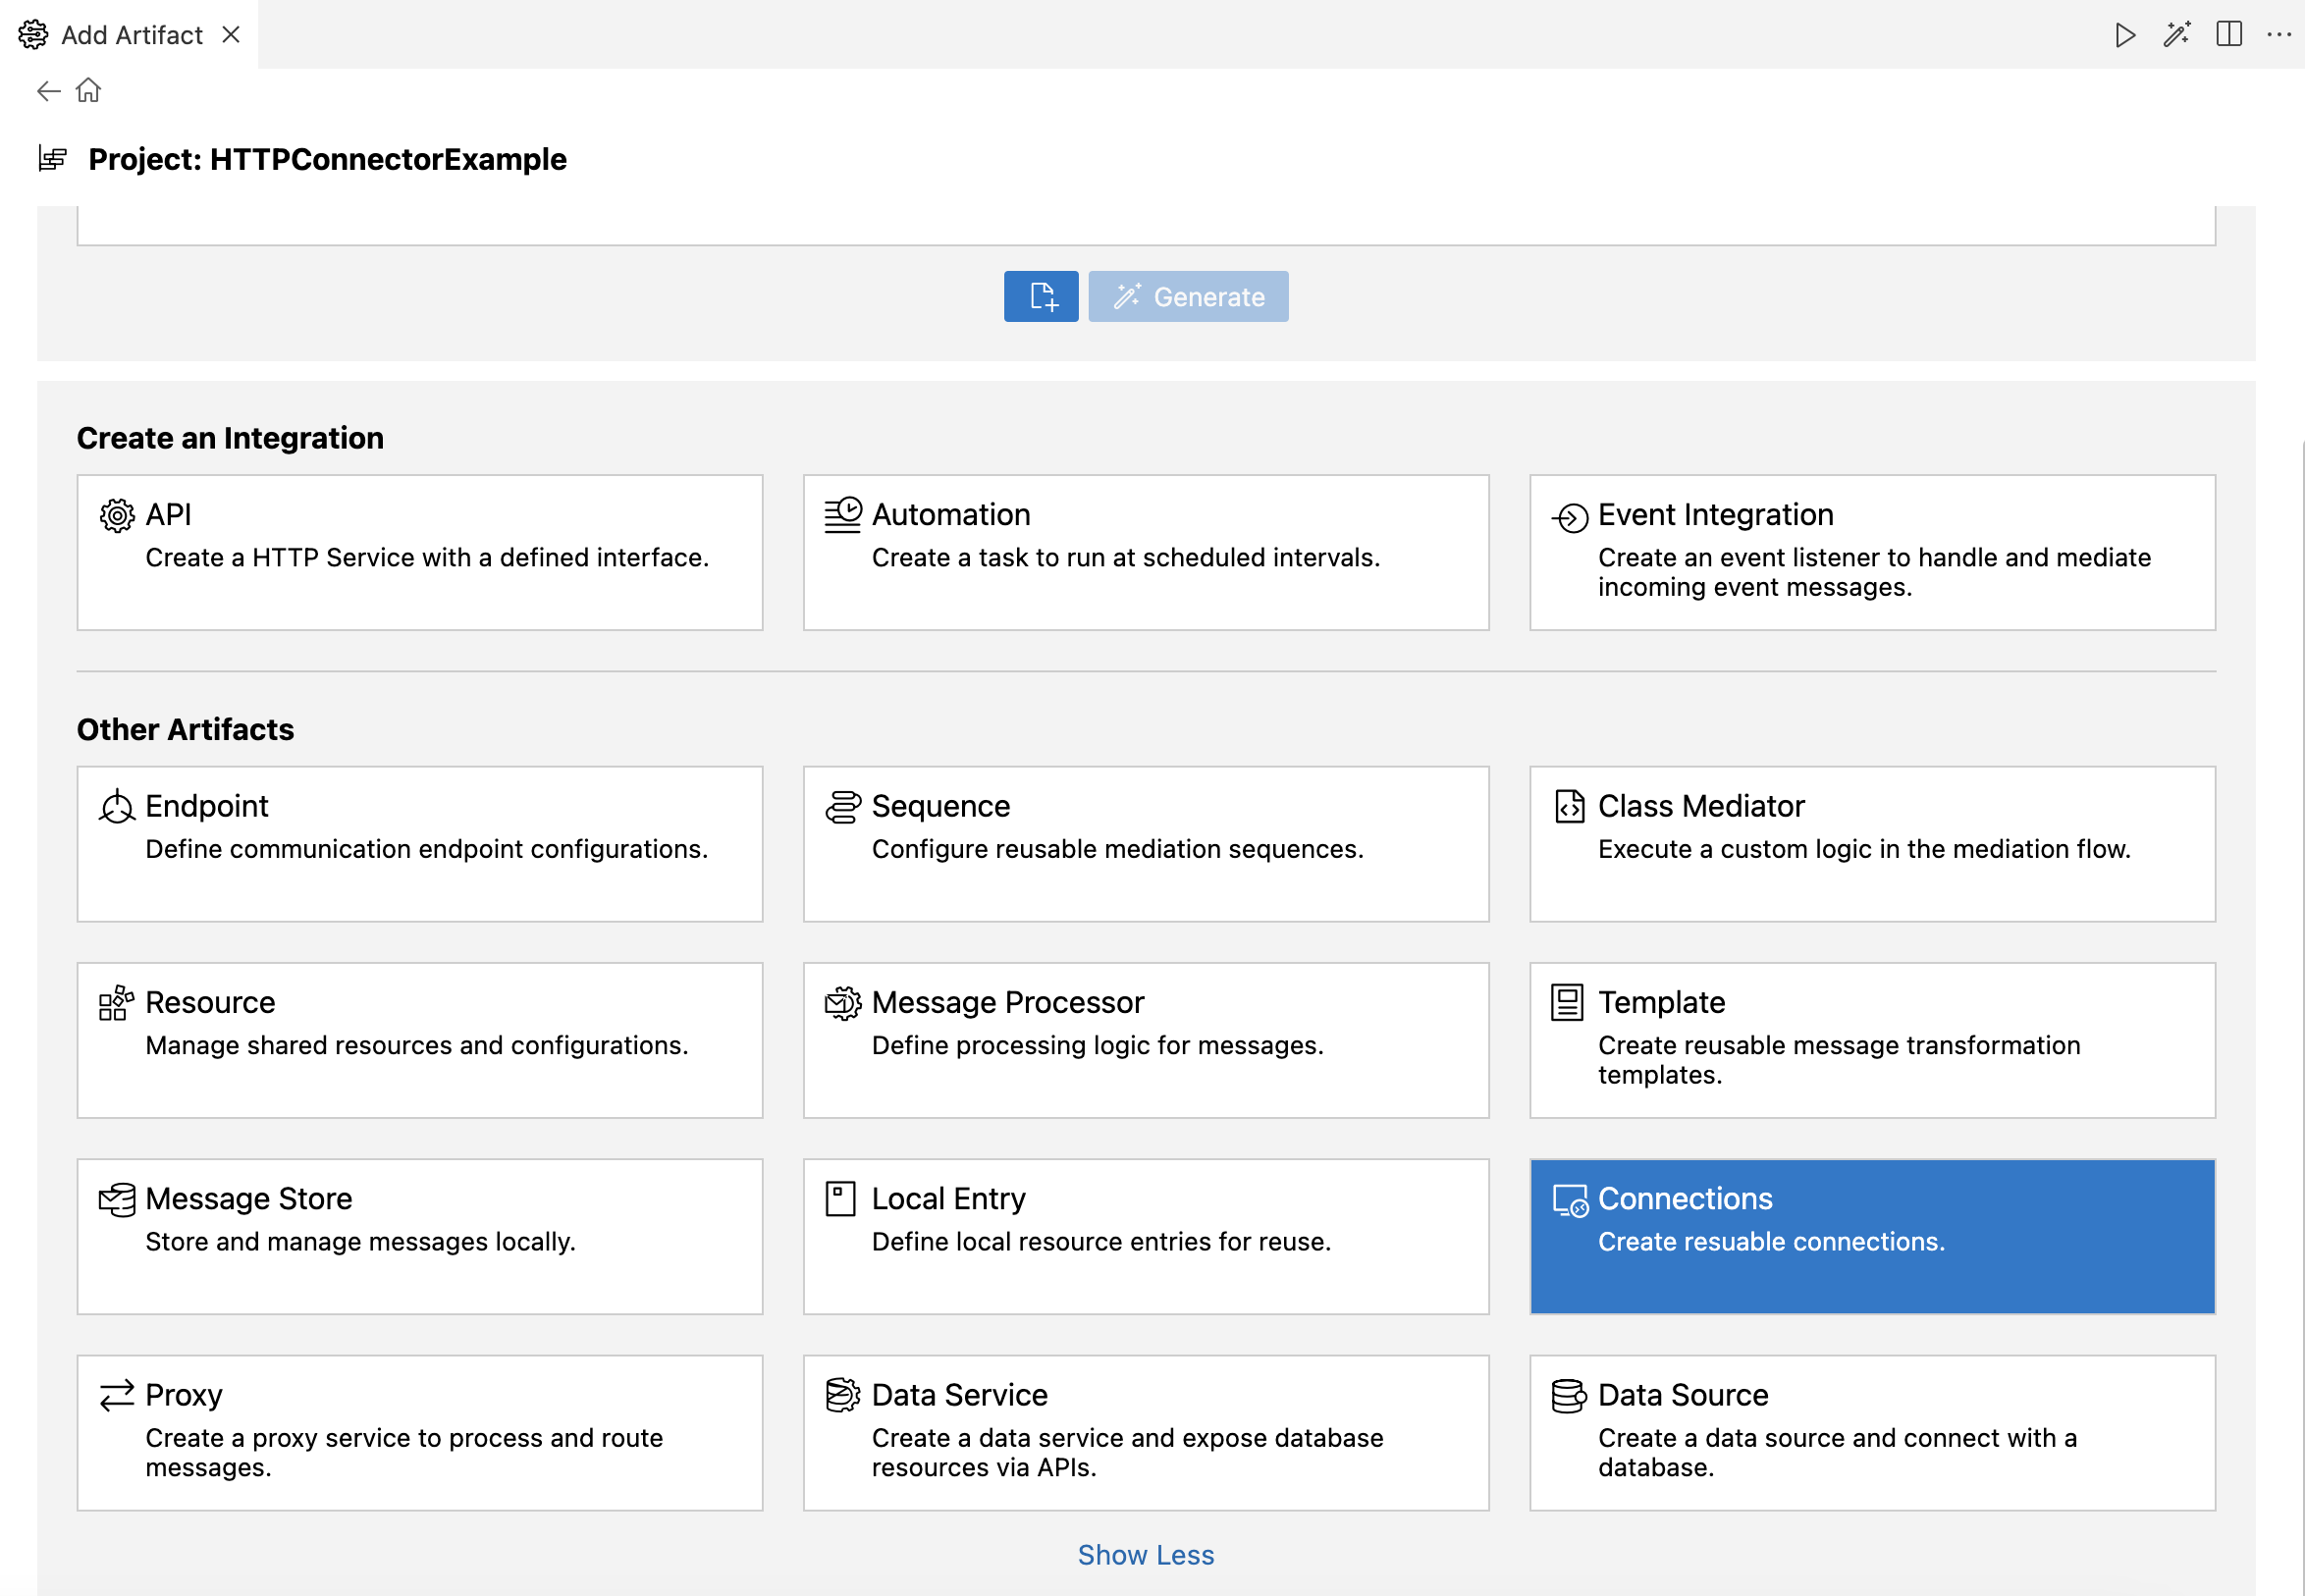 Add Artifact
Project: HTTPConnectorExample
Generate
Create an Integration
API
Create a HTTP Service with a defined interface.
Automation
Create a task to run at scheduled intervals.
Event Integration
Create an event listener to handle and mediate
incoming event messages.
Other Artifacts
Endpoint
Define communication endpoint configurations.
Sequence
Configure reusable mediation sequences.
Class Mediator
Execute a custom logic in the mediation flow.
Resource
Manage shared resources and configurations.
Message Processor
Define processing logic for messages.
Template
Create reusable message transformation
templates.
Message Store
Store and manage messages locally.
Local Entry
Define local resource entries for reuse.
Connections
Create resuable connections.
Proxy
Create a proxy service to process and route
messages.
Data Service
Create a data service and expose database
resources via APIs.
Data Source
Create a data source and connect with a
database.
Show Less